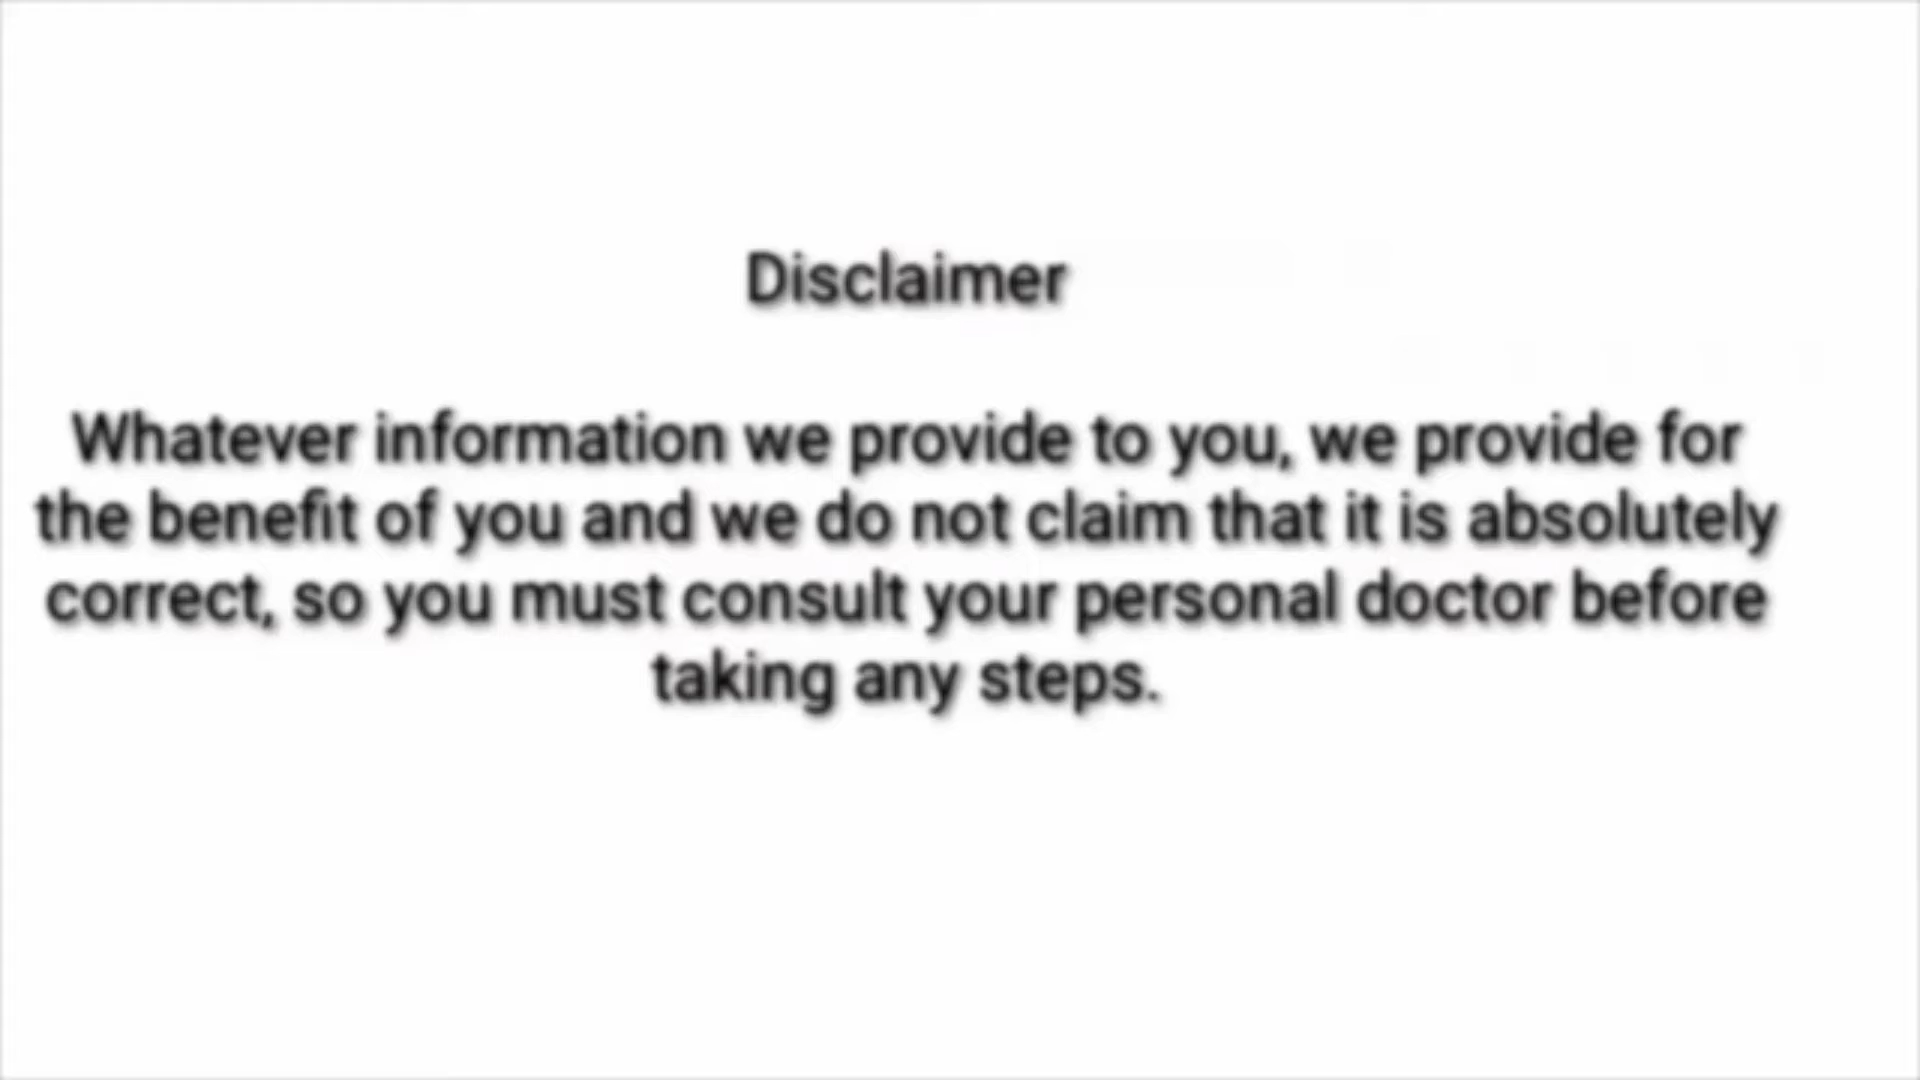 Disclaimer
Whatever information we provide to you, we provide for
the benefit of you and we do not claim that it is absolutely
correct, so you must consult your personal doctor before
taking any steps.